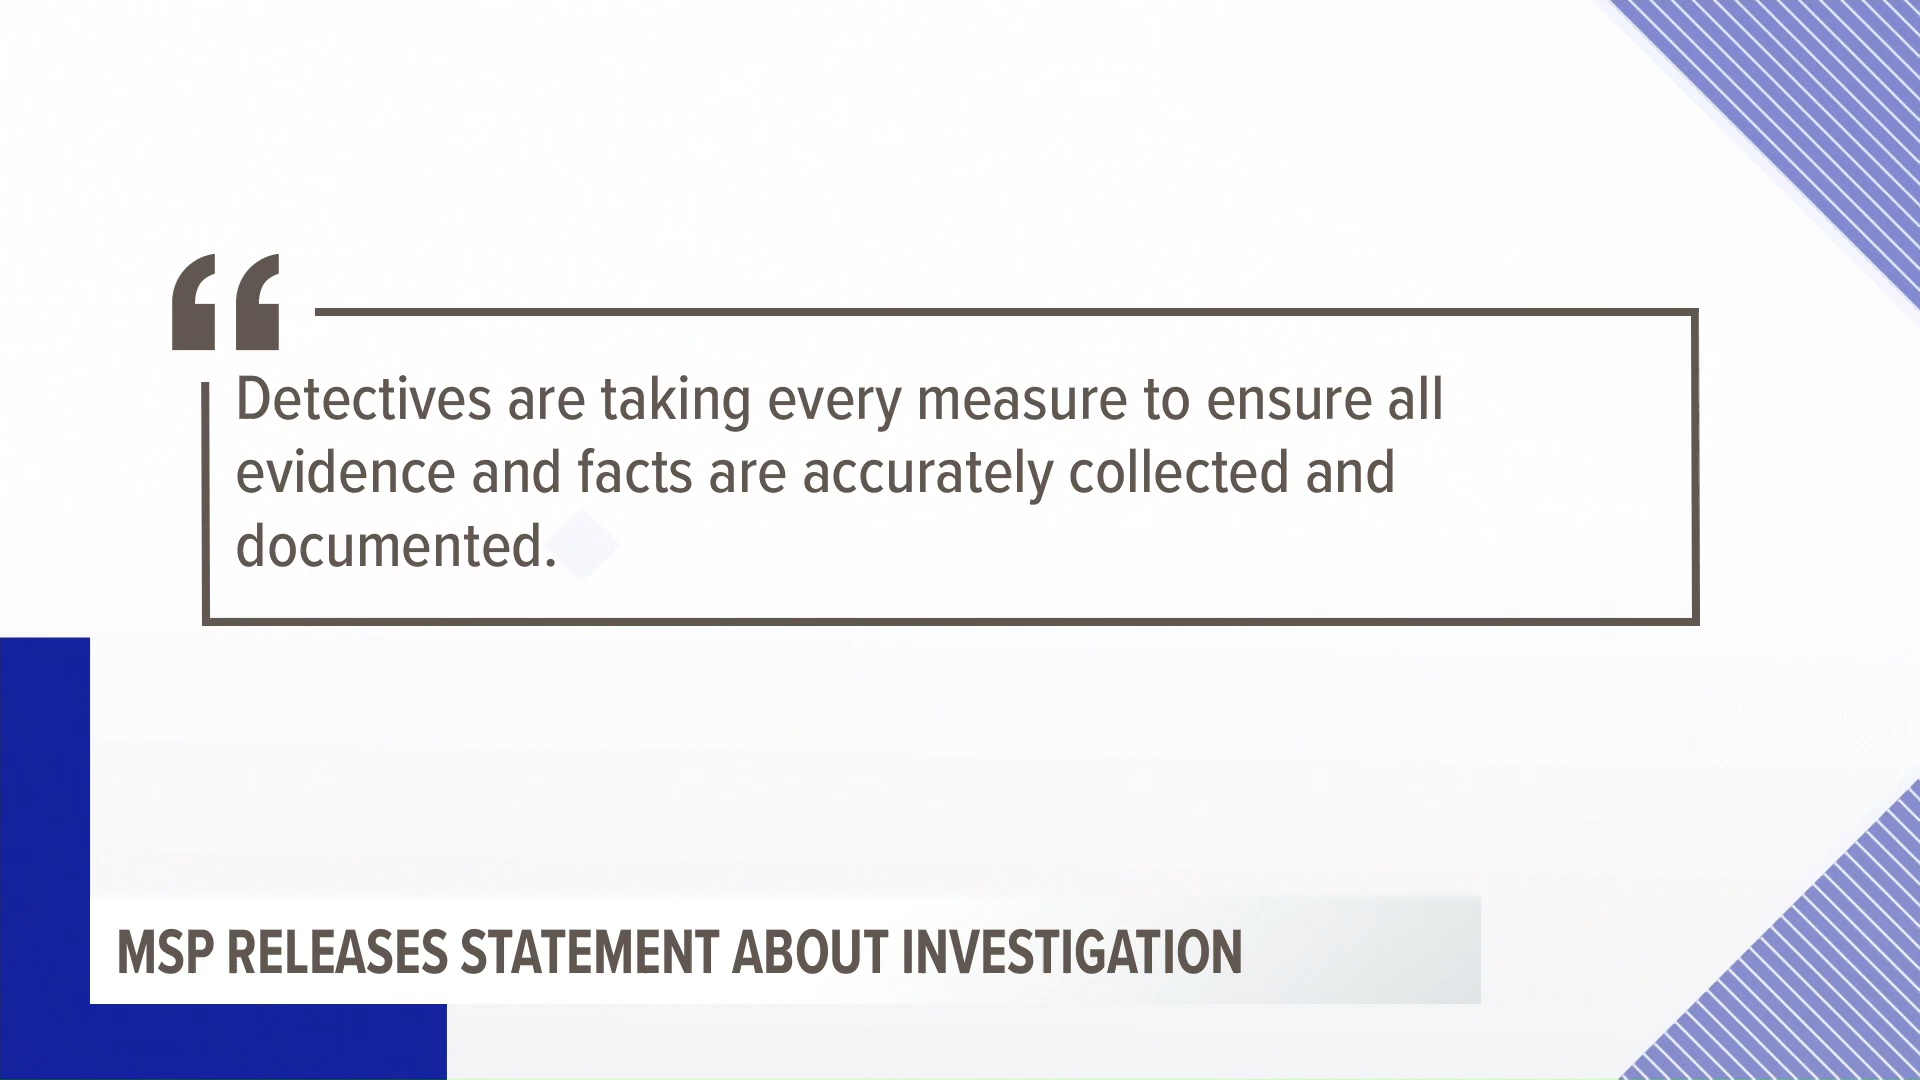 “
Detectives are taking every measure to ensure all
evidence and facts are accurately collected and
documented.
MSP RELEASES STATEMENT ABOUT INVESTIGATION